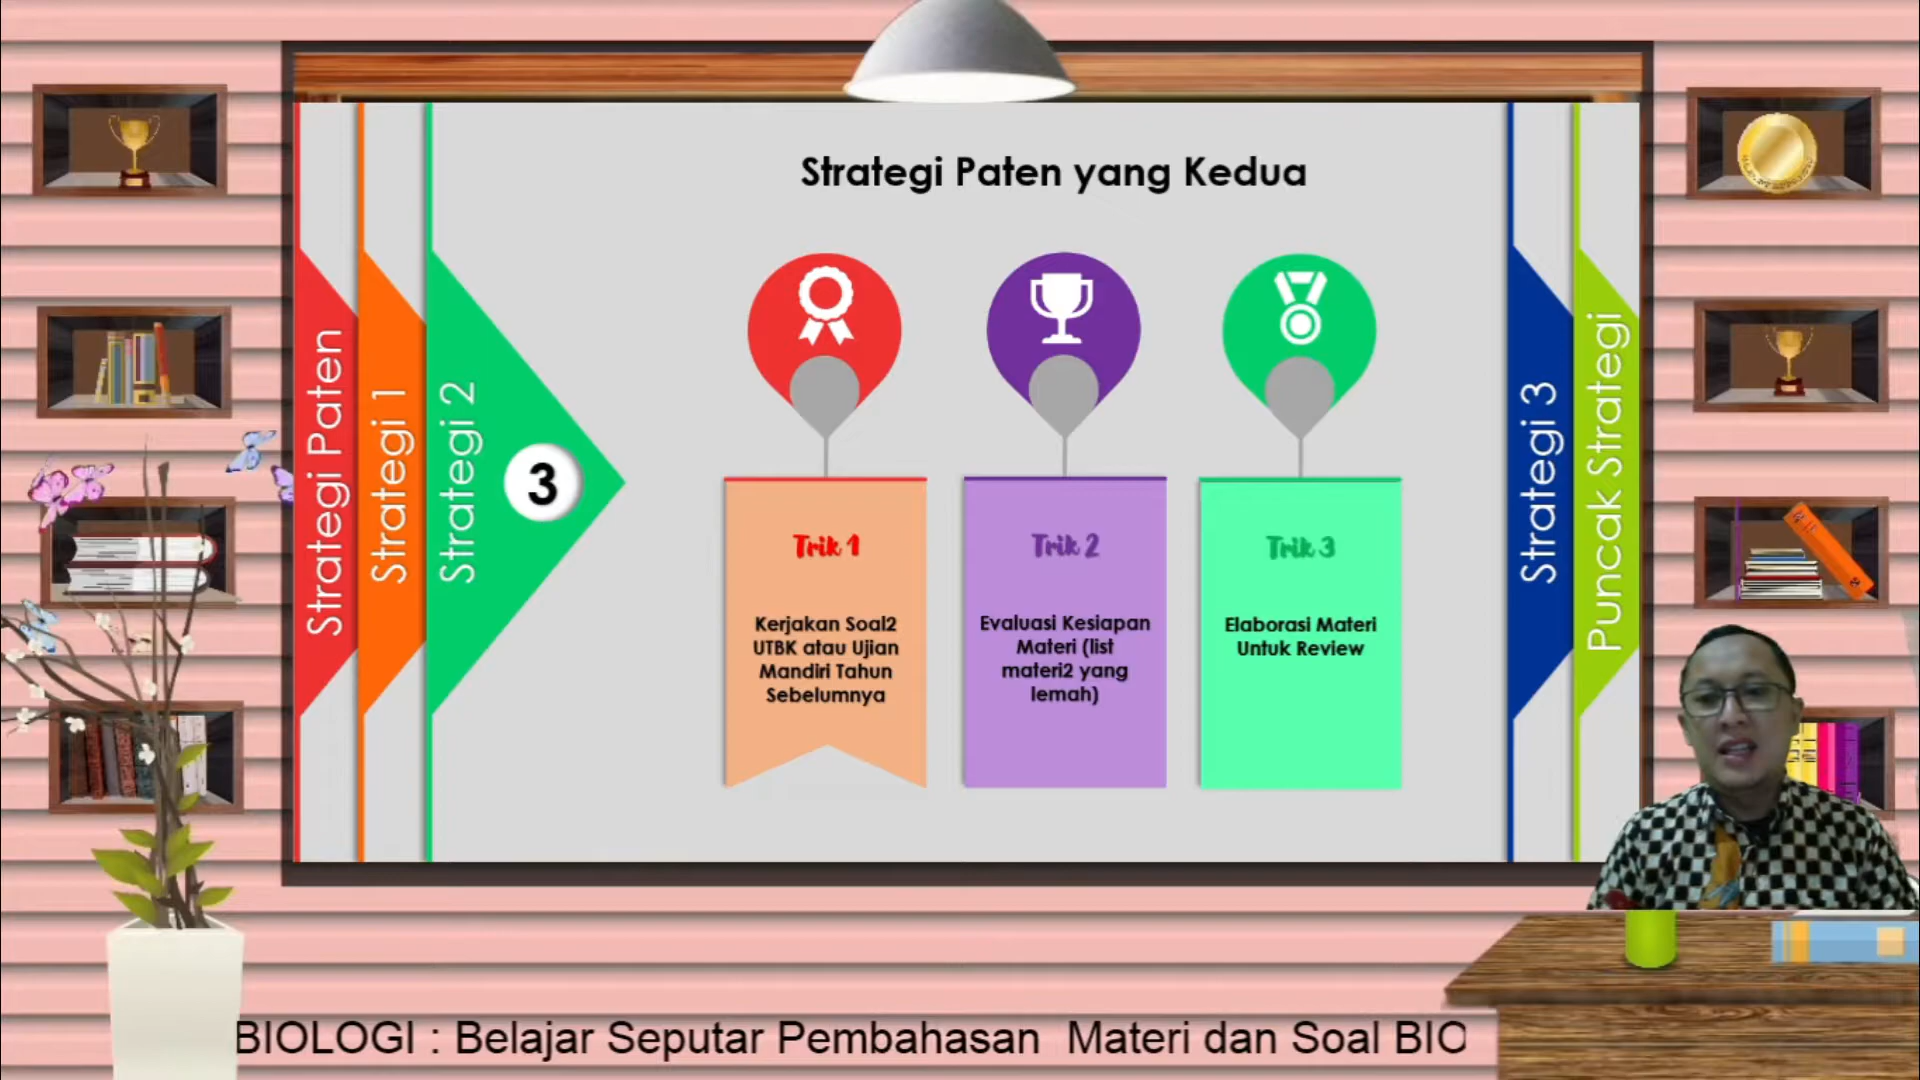 Strategi Paten yang Kedua
Strategi Paten
Strategi 1
Strategi 2
3
Trik 1
Kerjakan Soal2
UTBK atau Ujian
Mandiri Tahun
Sebelumnya
Trik 2
Evaluasi Kesiapan
Materi (list
materi2 yang
lemah)
Trik 3
Elaborasi Materi
Untuk Review
Strategi 3
Puncak Strategi
BIOLOGI : Belajar Seputar Pembahasan Materi dan Soal BIO